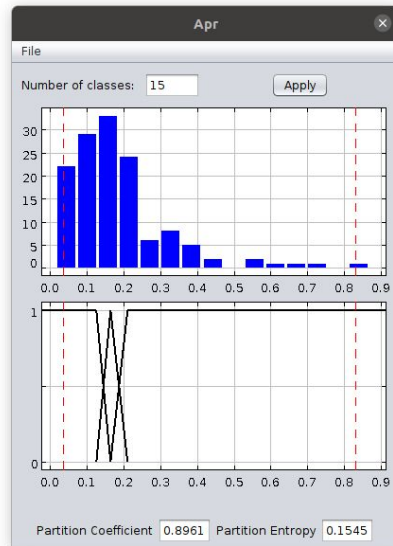 Apr
File
Number of classes: 15 Apply
30
25
20
15
10
5
0
0.0 0.1 0.2 0.3 0.4 0.5 0.6 0.7 0.8 0.9
1
0
0.0 0.1 0.2 0.3 0.4 0.5 0.6 0.7 0.8 0.9
Partition Coefficient 0.8961 Partition Entropy 0.1545